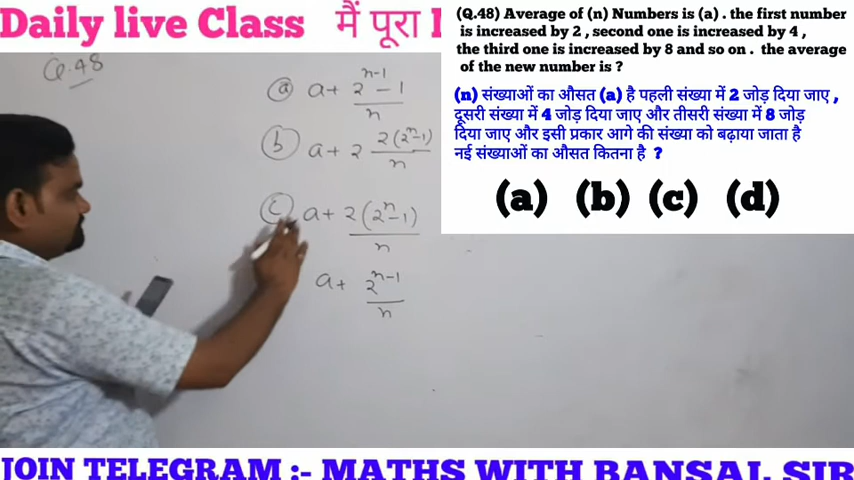 Daily live Class मैं पूरा
(Q.48) Average of (n) Numbers is (a) . the first number
is increased by 2 , second one is increased by 4 ,
the third one is increased by 8 and so on . the average
of the new number is ?
(n) संख्याओं का औसत (a) है पहली संख्या में 2 जोड़ दिया जाए ,
दूसरी संख्या में 4 जोड़ दिया जाए और तीसरी संख्या में 8 जोड़
दिया जाए और इसी प्रकार आगे की संख्या को बढ़ाया जाता है
नई संख्याओं का औसत कितना है ?
(a) (b) (c) (d)
Q.48
(a) a + (2^{n-1} - 1)/n
(b) a + 2 2(2^n-1)/n
(c) a + 2(2^n-1)/n
a + 2^{n-1}/n
JOIN TELEGRAM :- MATHS WITH BANSAL SIR